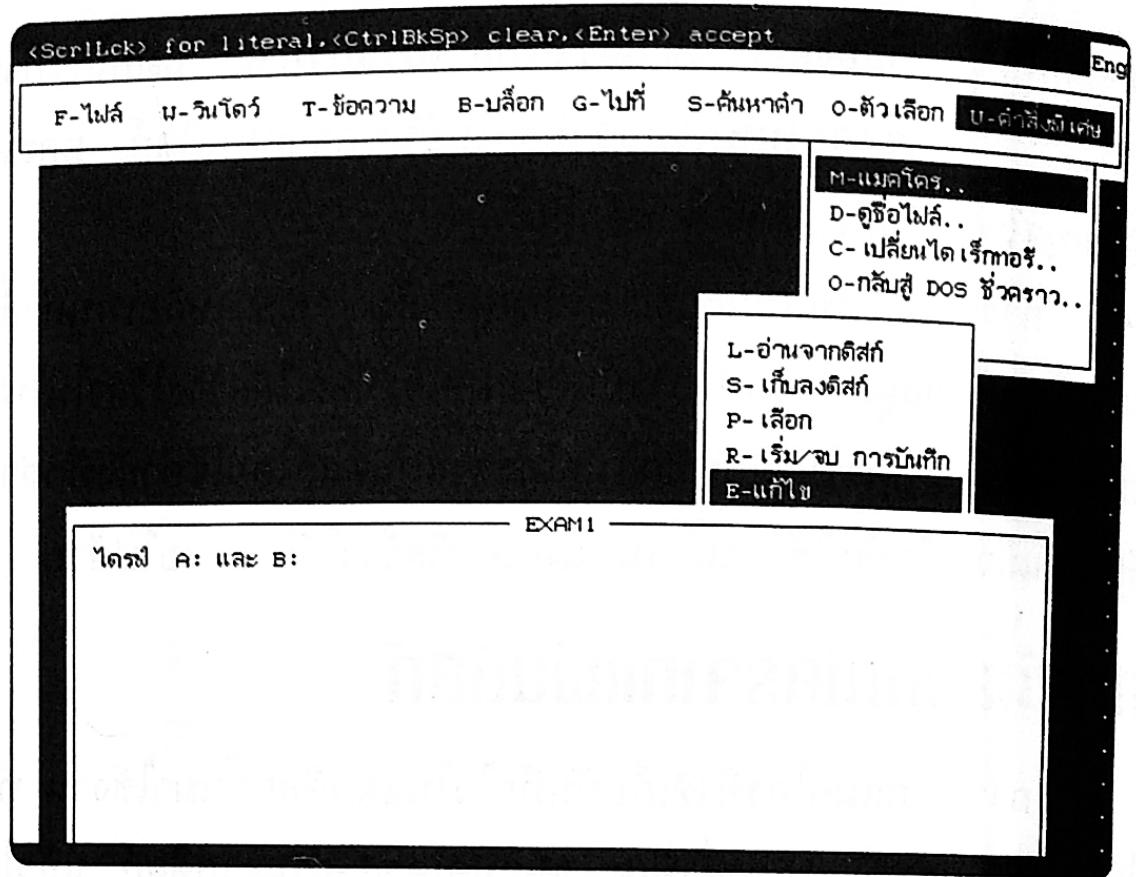 <ScrlLck> for literal,<CtrlBkSp> clear,<Enter> accept
Eng
F-ไฟล์ W-วินโดว์ T-ข้อความ B-บล็อก G-ไปที่ S-ค้นหาคำ O-ตัวเลือก U-คำสั่งพิเศษ
M-แมคโคร..
D-ดูชื่อไฟล์..
C-เปลี่ยนไดเร็กทอรี..
O-กลับสู่ DOS ชั่วคราว..
L-อ่านจากดิสก์
S-เก็บลงดิสก์
P-เลือก
R-เริ่ม/จบ การบันทึก
E-แก้ไข
EXAM1
ไดรฟ์ A: และ B: